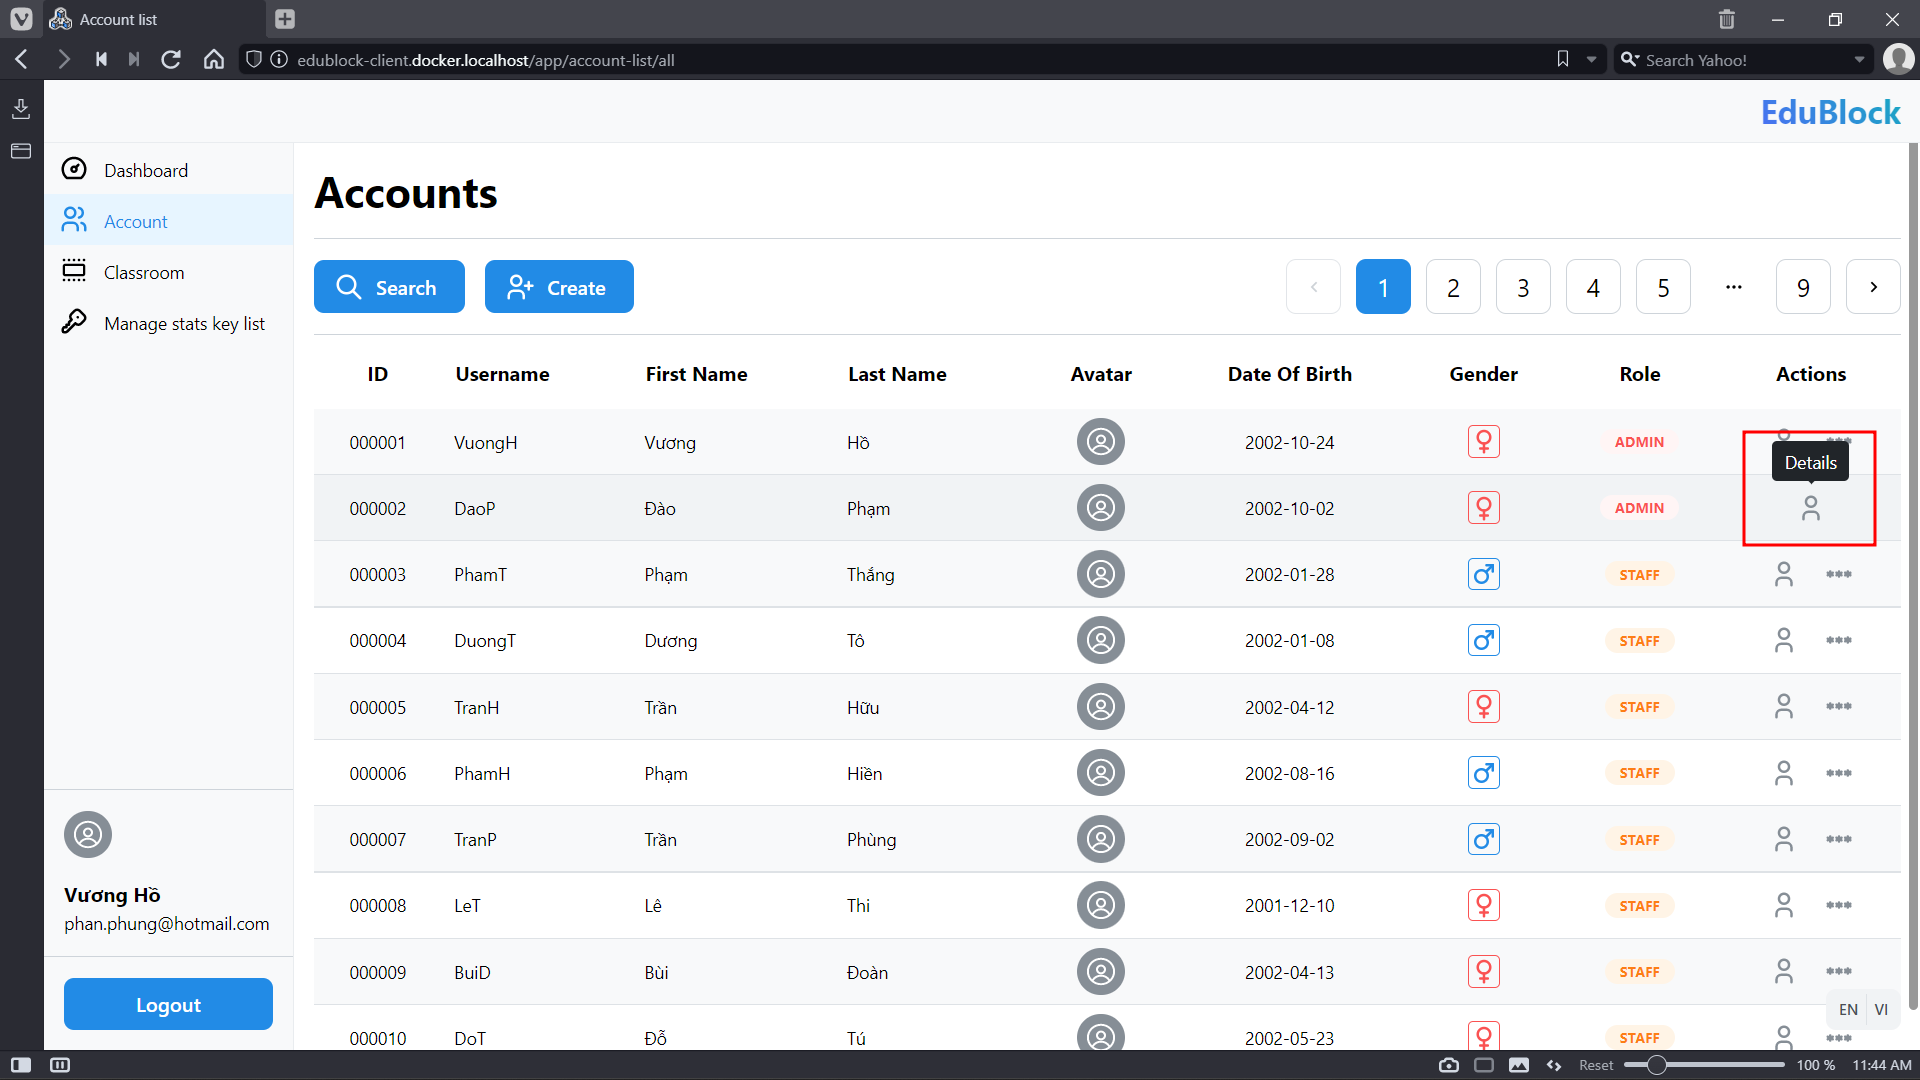 Account list
edublock-client.docker.localhost/app/account-list/all
Search Yahoo!
EduBlock
Dashboard
Account
Classroom
Manage stats key list
Accounts
Search
Create
1 2 3 4 5 ••• 9
ID Username First Name Last Name Avatar Date Of Birth Gender Role Actions
000001 VuongH Vương Hồ 2002-10-24 ADMIN
Details
000002 DaoP Đào Phạm 2002-10-02 ADMIN
000003 PhamT Phạm Thắng 2002-01-28 STAFF
000004 DuongT Dương Tô 2002-01-08 STAFF
000005 TranH Trần Hữu 2002-04-12 STAFF
000006 PhamH Phạm Hiền 2002-08-16 STAFF
000007 TranP Trần Phùng 2002-09-02 STAFF
000008 LeT Lê Thi 2001-12-10 STAFF
000009 BuiD Bùi Đoàn 2002-04-13 STAFF
000010 DoT Đỗ Tú 2002-05-23 STAFF
Vương Hồ
phan.phung@hotmail.com
Logout
EN VI
Reset 100 % 11:44 AM